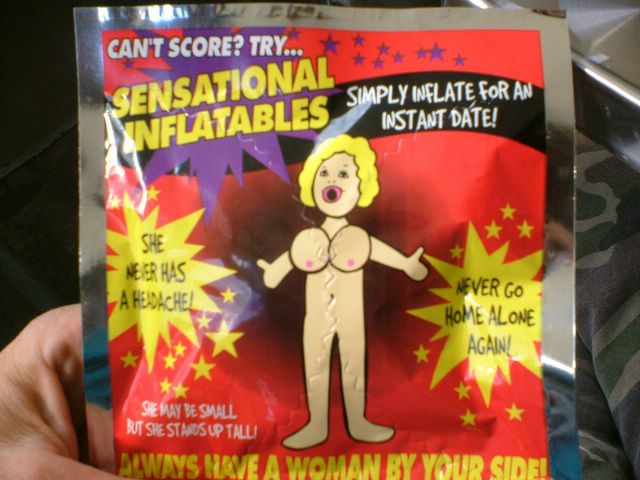 CAN'T SCORE? TRY...
SENSATIONAL
INFLATABLES
SIMPLY INFLATE FOR AN
INSTANT DATE!
SHE
NEVER HAS
A HEADACHE!
NEVER GO
HOME ALONE
AGAIN!
SHE MAY BE SMALL
BUT SHE STANDS UP TALL!
ALWAYS HAVE A WOMAN BY YOUR SIDE!